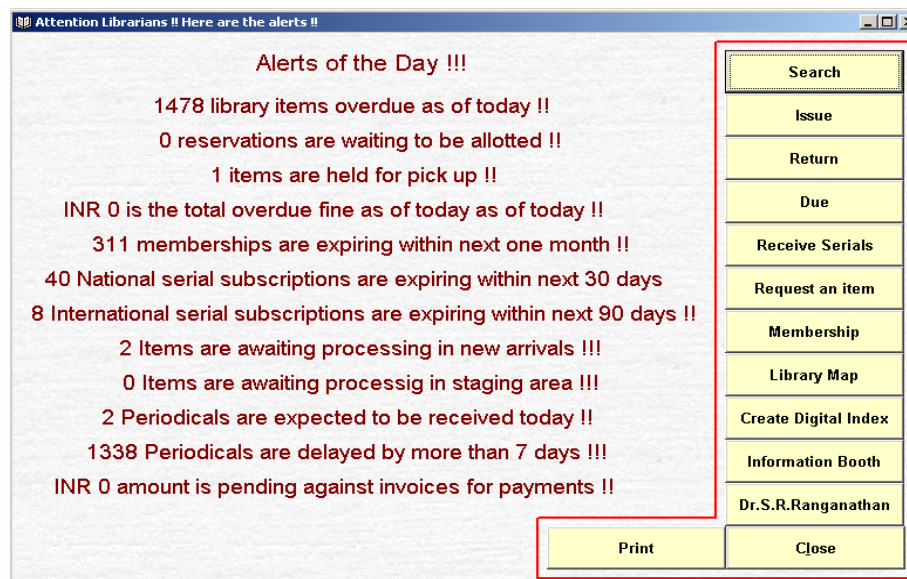 Attention Librarians !! Here are the alerts !!
Alerts of the Day !!!
1478 library items overdue as of today !!
0 reservations are waiting to be allotted !!
1 items are held for pick up !!
INR 0 is the total overdue fine as of today as of today !!
311 memberships are expiring within next one month !!
40 National serial subscriptions are expiring within next 30 days
8 International serial subscriptions are expiring within next 90 days !!
2 Items are awaiting processing in new arrivals !!!
0 Items are awaiting processig in staging area !!!
2 Periodicals are expected to be received today !!
1338 Periodicals are delayed by more than 7 days !!!
INR 0 amount is pending against invoices for payments !!
Search
Issue
Return
Due
Receive Serials
Request an item
Membership
Library Map
Create Digital Index
Information Booth
Dr.S.R.Ranganathan
Print
Close